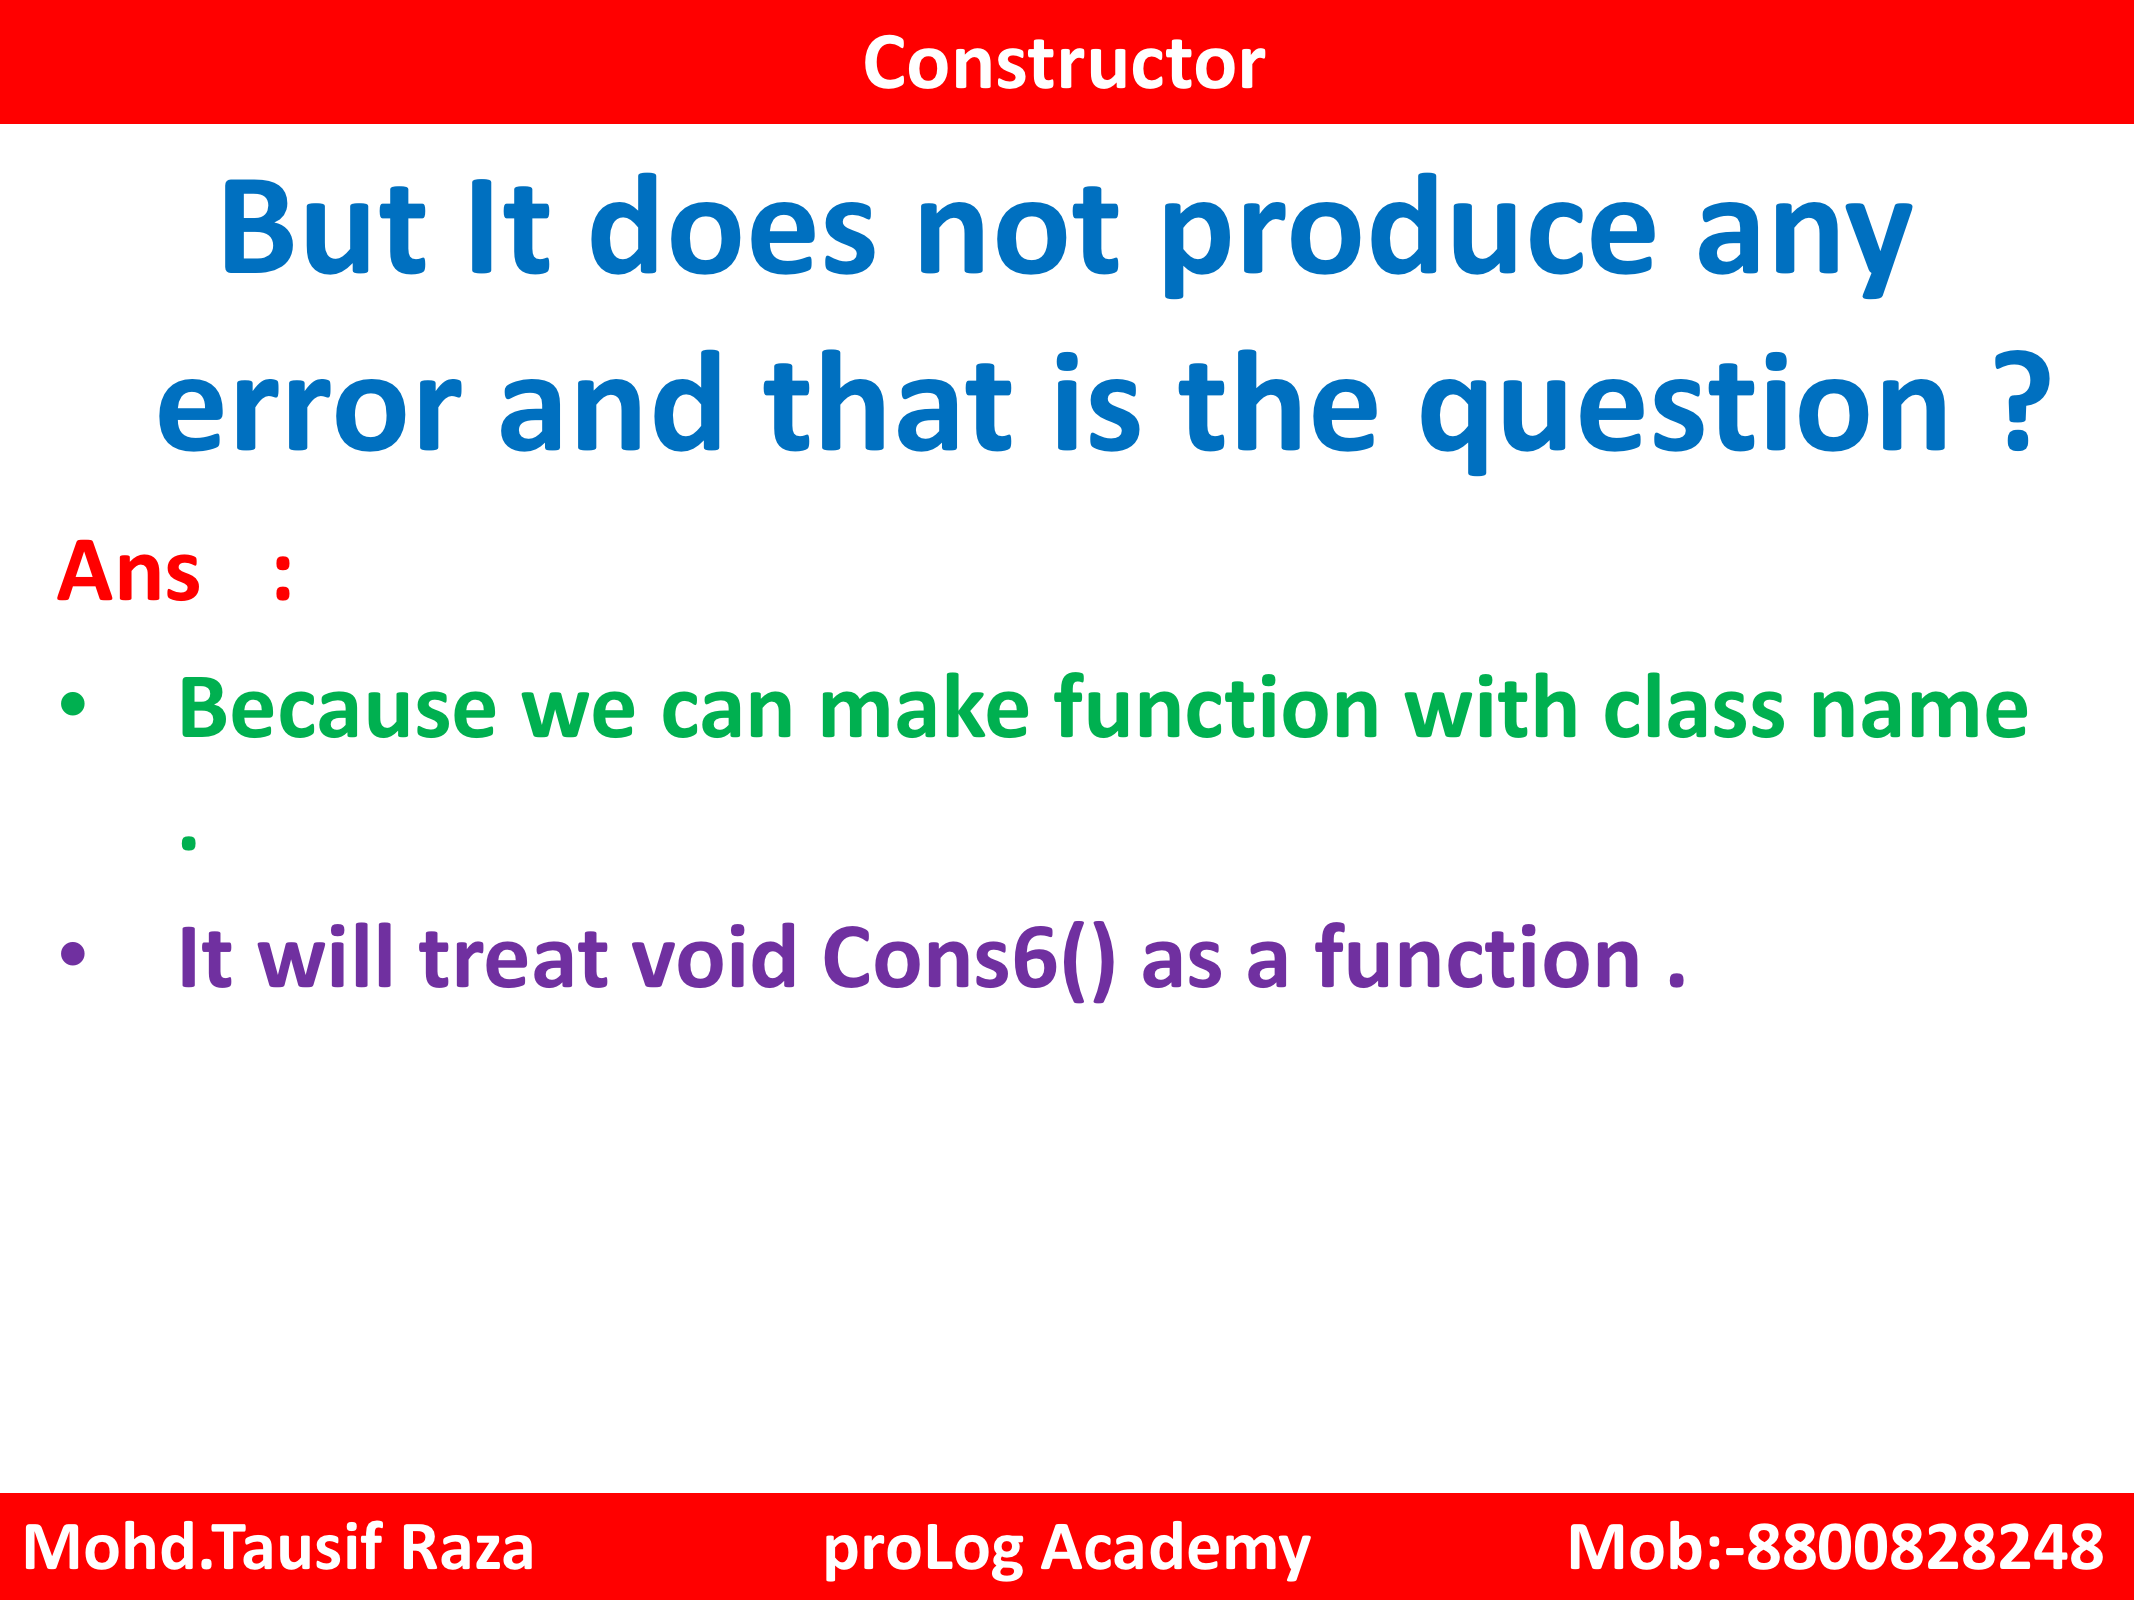 Constructor
But It does not produce any
error and that is the question ?
Ans :
• Because we can make function with class name
.
• It will treat void Cons6() as a function .
Mohd.Tausif Raza proLog Academy Mob:-8800828248